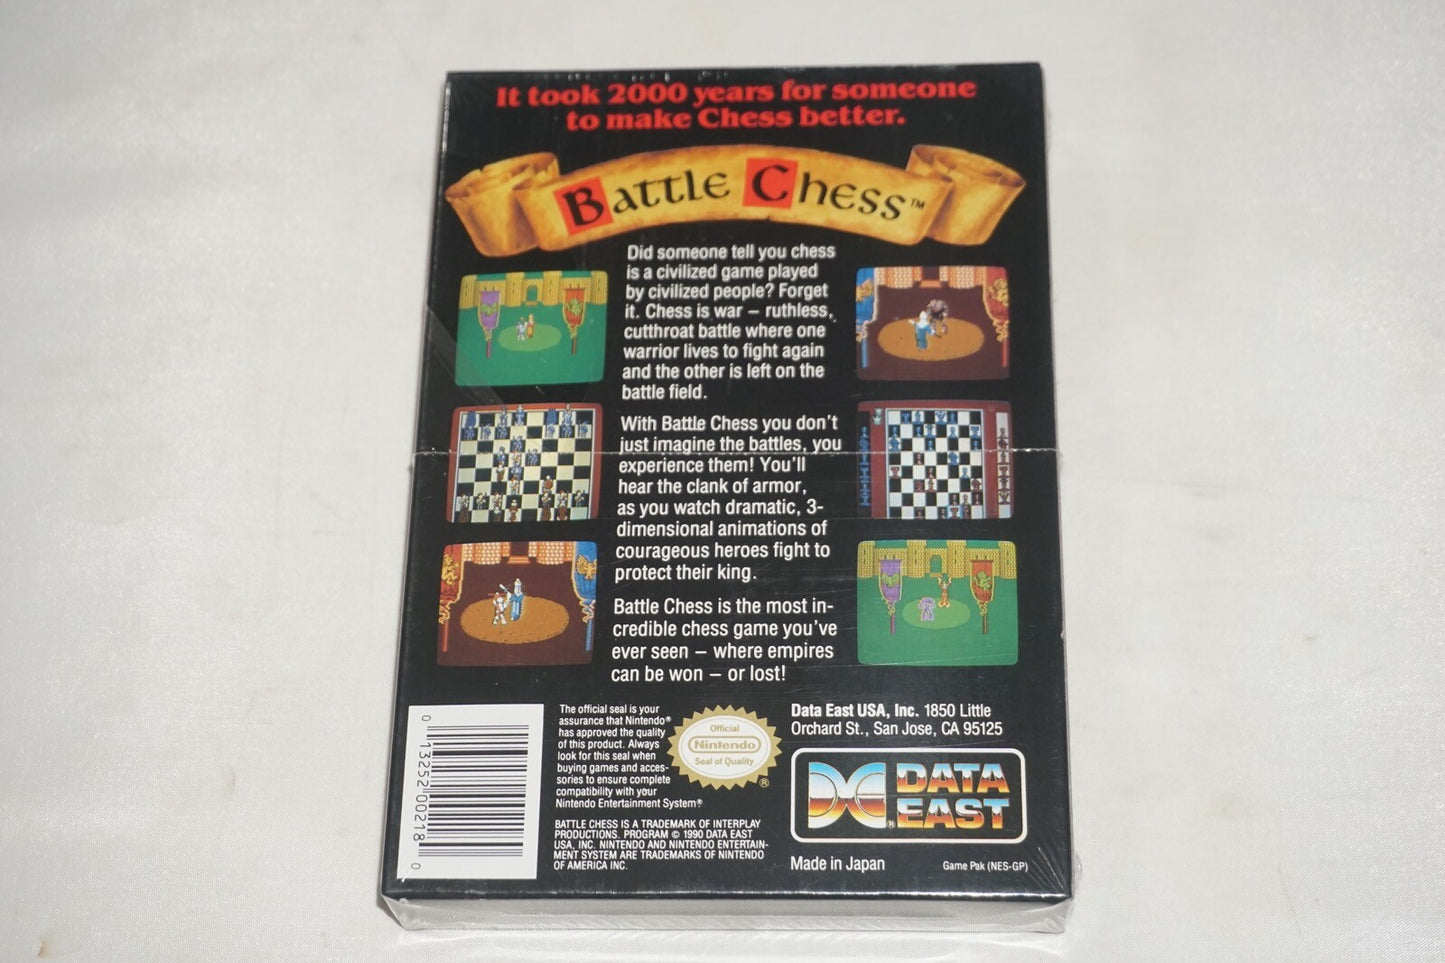 It took 2000 years for someone
to make Chess better.
Battle Chess™
Did someone tell you chess
is a civilized game played
by civilized people? Forget
it. Chess is war – ruthless,
cutthroat battle where one
warrior lives to fight again
and the other is left on the
battle field.
With Battle Chess you don't
just imagine the battles, you
experience them! You'll
hear the clank of armor,
as you watch dramatic, 3-
dimensional animations of
courageous heroes fight to
protect their king.
Battle Chess is the most in-
credible chess game you've
ever seen – where empires
can be won – or lost!
0 13252 00218 0
The official seal is your
assurance that Nintendo®
has approved the quality
of this product. Always
look for this seal when
buying games and acces-
sories to ensure complete
compatibility with your
Nintendo Entertainment System®
Official
Nintendo
Seal of Quality
®
BATTLE CHESS IS A TRADEMARK OF INTERPLAY
PRODUCTIONS. PROGRAM © 1990 DATA EAST
USA, INC. NINTENDO AND NINTENDO ENTERTAIN-
MENT SYSTEM ARE TRADEMARKS OF NINTENDO
OF AMERICA INC.
Data East USA, Inc. 1850 Little
Orchard St., San Jose, CA 95125
DATA
EAST
®
Made in Japan
Game Pak (NES-GP)